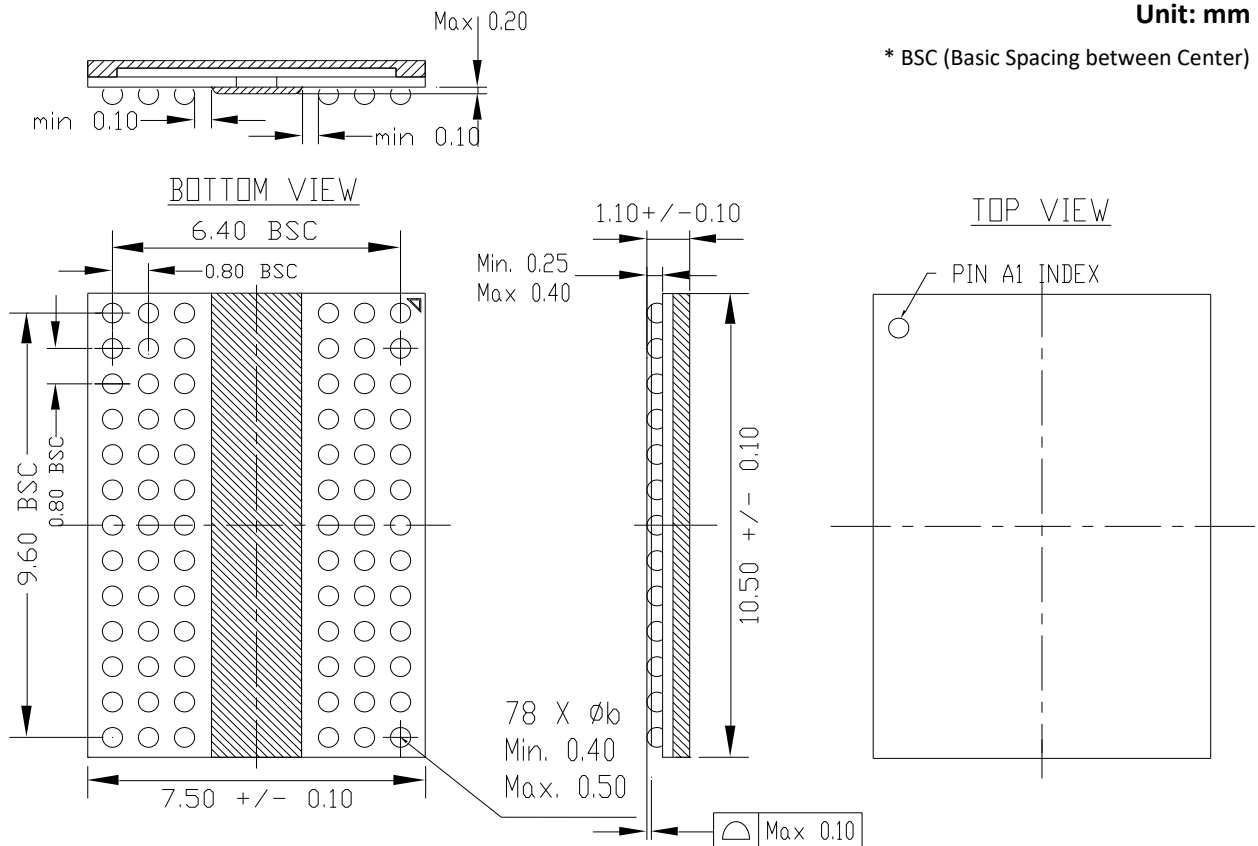 Unit: mm
* BSC (Basic Spacing between Center)
Max 0.20
min 0.10
min 0.10
BOTTOM VIEW
6.40 BSC
0.80 BSC
9.60 BSC
0.80 BSC
7.50 +/- 0.10
78 X Øb
Min. 0.40
Max. 0.50
1.10+/-0.10
Min. 0.25
Max 0.40
10.50 +/- 0.10
Max 0.10
TOP VIEW
PIN A1 INDEX